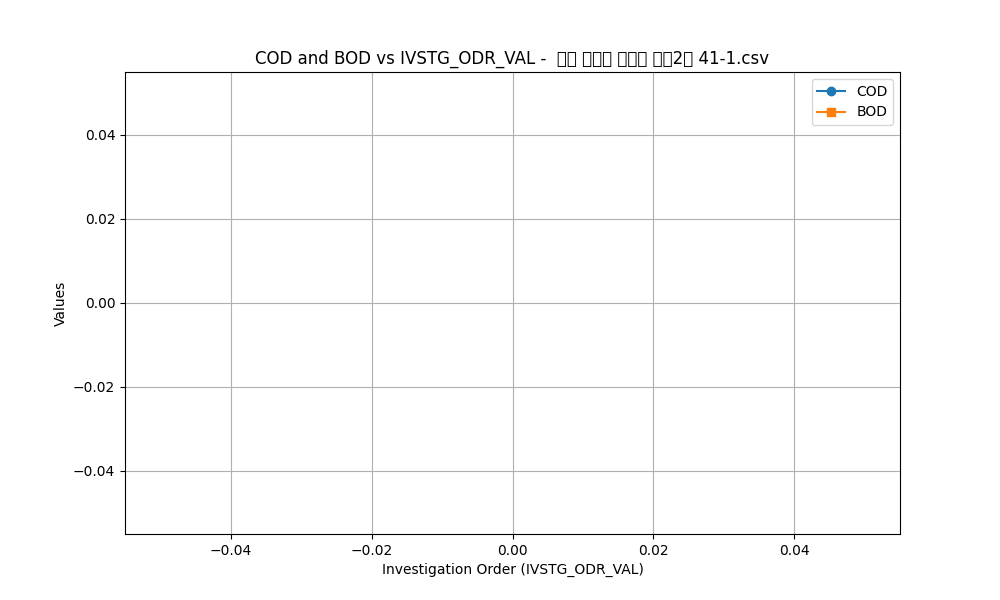 COD and BOD vs IVSTG_ODR_VAL - 2 41-1.csv
COD
BOD
0.04
0.02
0.00
−0.02
−0.04
Values
−0.04
−0.02
0.00
0.02
0.04
Investigation Order (IVSTG_ODR_VAL)